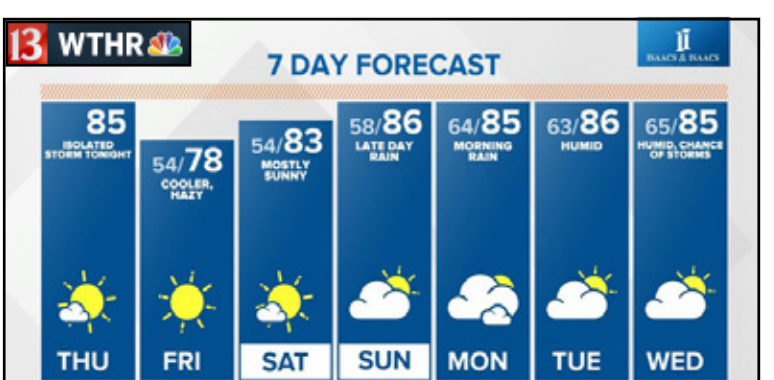 13 WTHR
ISAACS & ISAACS
7 DAY FORECAST
85
ISOLATED
STORM TONIGHT
THU
54/78
COOLER,
HAZY
FRI
54/83
MOSTLY
SUNNY
SAT
58/86
LATE DAY
RAIN
SUN
64/85
MORNING
RAIN
MON
63/86
HUMID
TUE
65/85
HUMID, CHANCE
OF STORMS
WED